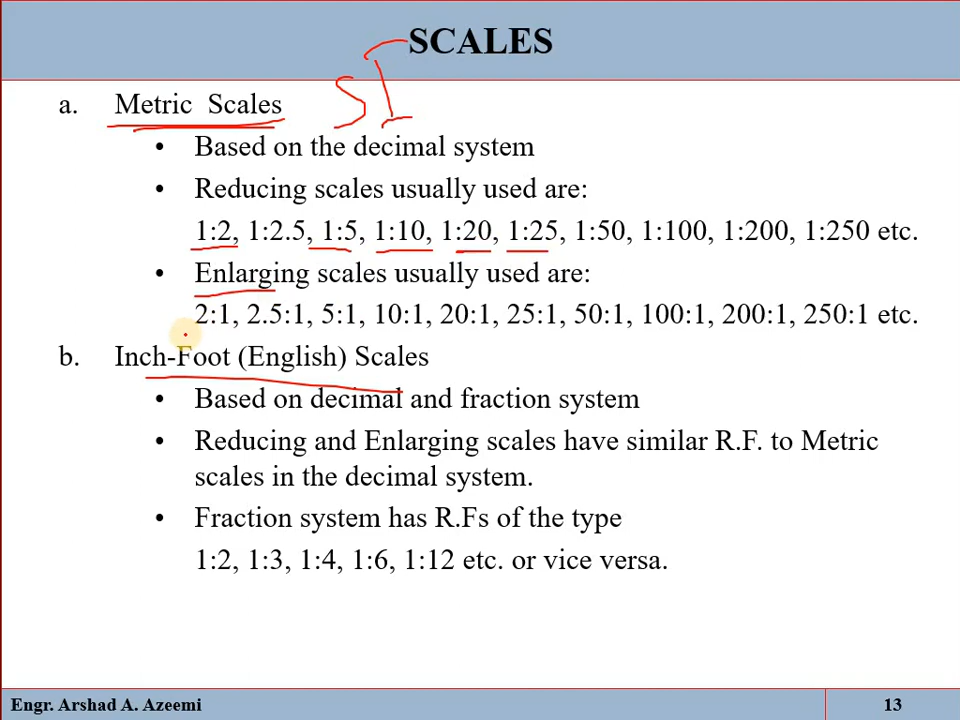 SCALES
SI
a. Metric Scales
• Based on the decimal system
• Reducing scales usually used are:
1:2, 1:2.5, 1:5, 1:10, 1:20, 1:25, 1:50, 1:100, 1:200, 1:250 etc.
• Enlarging scales usually used are:
2:1, 2.5:1, 5:1, 10:1, 20:1, 25:1, 50:1, 100:1, 200:1, 250:1 etc.
b. Inch-Foot (English) Scales
• Based on decimal and fraction system
• Reducing and Enlarging scales have similar R.F. to Metric
scales in the decimal system.
• Fraction system has R.Fs of the type
1:2, 1:3, 1:4, 1:6, 1:12 etc. or vice versa.
Engr. Arshad A. Azeemi 13